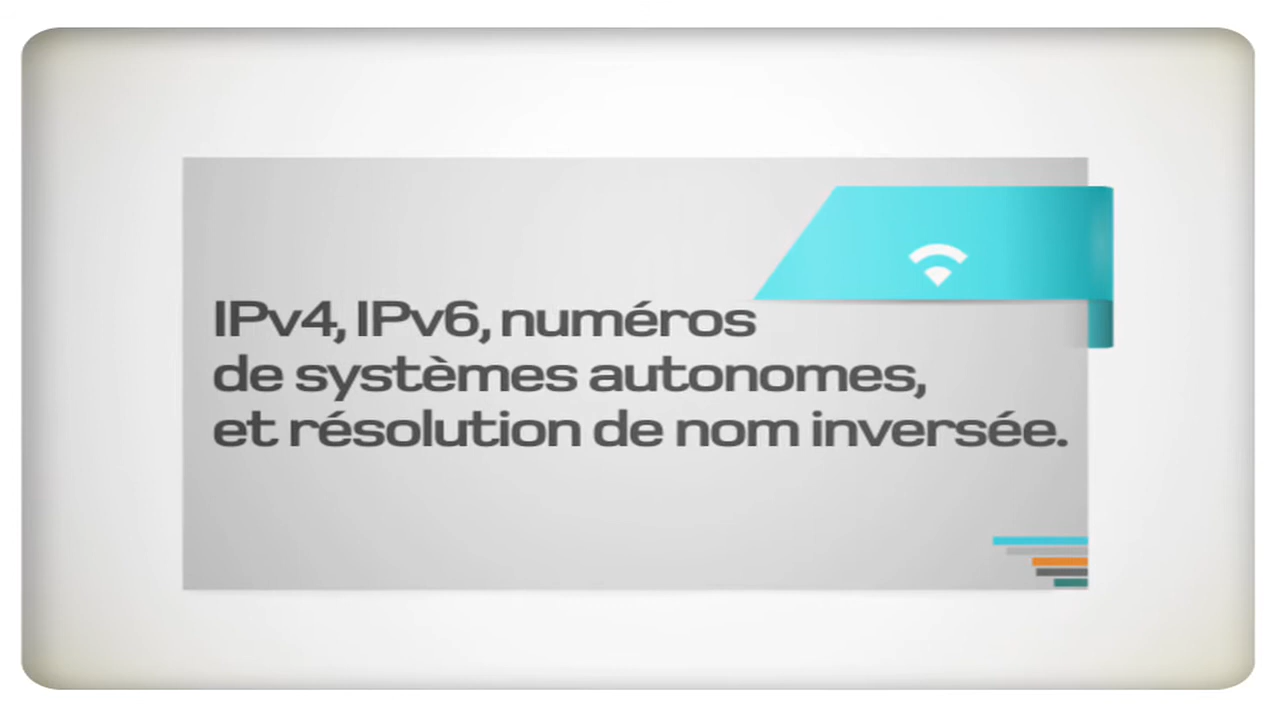 IPv4, IPv6, numéros
de systèmes autonomes,
et résolution de nom inversée.